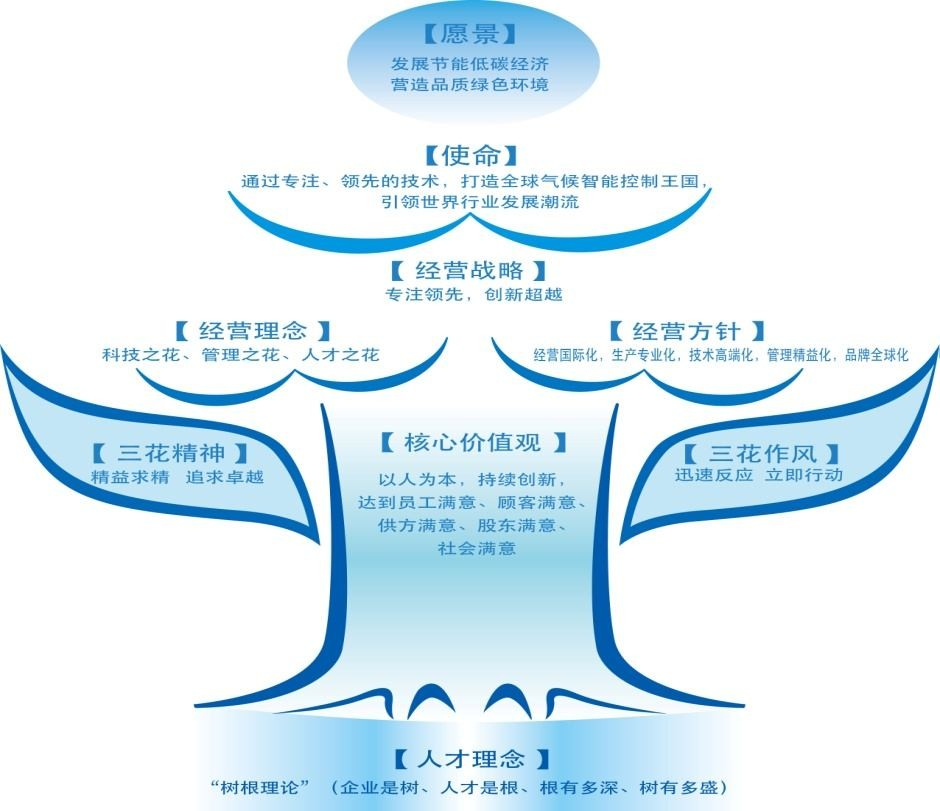 【愿景】
发展节能低碳经济
营造品质绿色环境
【使命】
通过专注、领先的技术，打造全球气候智能控制王国，
引领世界行业发展潮流
【经营战略】
专注领先，创新超越
【经营理念】
科技之花、管理之花、人才之花
【经营方针】
经营国际化，生产专业化，技术高端化，管理精益化，品牌全球化
【三花精神】
精益求精 追求卓越
【核心价值观】
以人为本，持续创新，
达到员工满意、顾客满意、
供方满意、股东满意、
社会满意
【三花作风】
迅速反应 立即行动
【人才理念】
“树根理论”（企业是树、人才是根、根有多深、树有多盛）